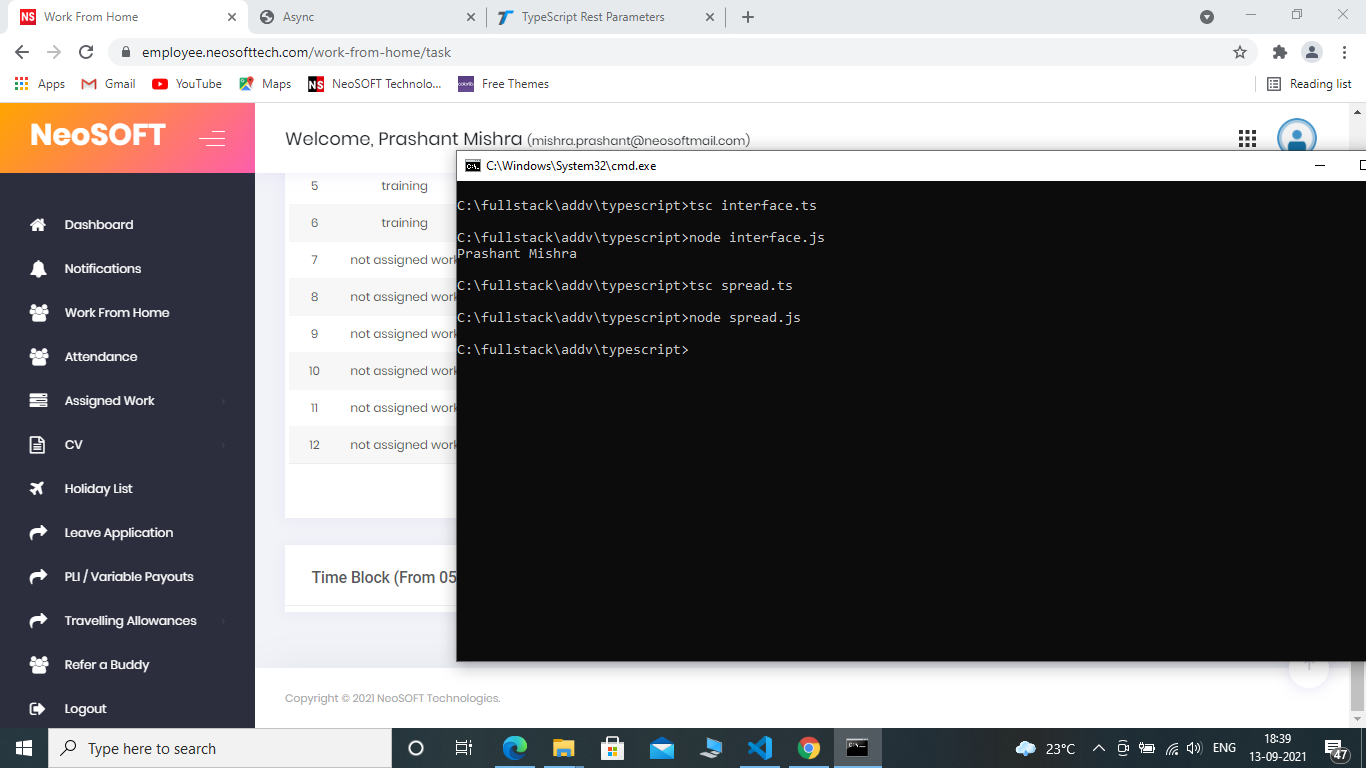 NS Work From Home
Async
TypeScript Rest Parameters
employee.neosofttech.com/work-from-home/task
Apps
Gmail
YouTube
Maps
NS NeoSOFT Technolo...
Free Themes
Reading list
NeoSOFT
Welcome, Prashant Mishra (mishra.prashant@neosoftmail.com)
Dashboard
Notifications
Work From Home
Attendance
Assigned Work
CV
Holiday List
Leave Application
PLI / Variable Payouts
Travelling Allowances
Refer a Buddy
Logout
5 training
6 training
7 not assigned work
8 not assigned work
9 not assigned work
10 not assigned work
11 not assigned work
12 not assigned work
Time Block (From 05
Copyright © 2021 NeoSOFT Technologies.
C:\Windows\System32\cmd.exe
C:\fullstack\addv\typescript>tsc interface.ts
C:\fullstack\addv\typescript>node interface.js
Prashant Mishra
C:\fullstack\addv\typescript>tsc spread.ts
C:\fullstack\addv\typescript>node spread.js
C:\fullstack\addv\typescript>
Type here to search
23°C
ENG
18:39
13-09-2021
47